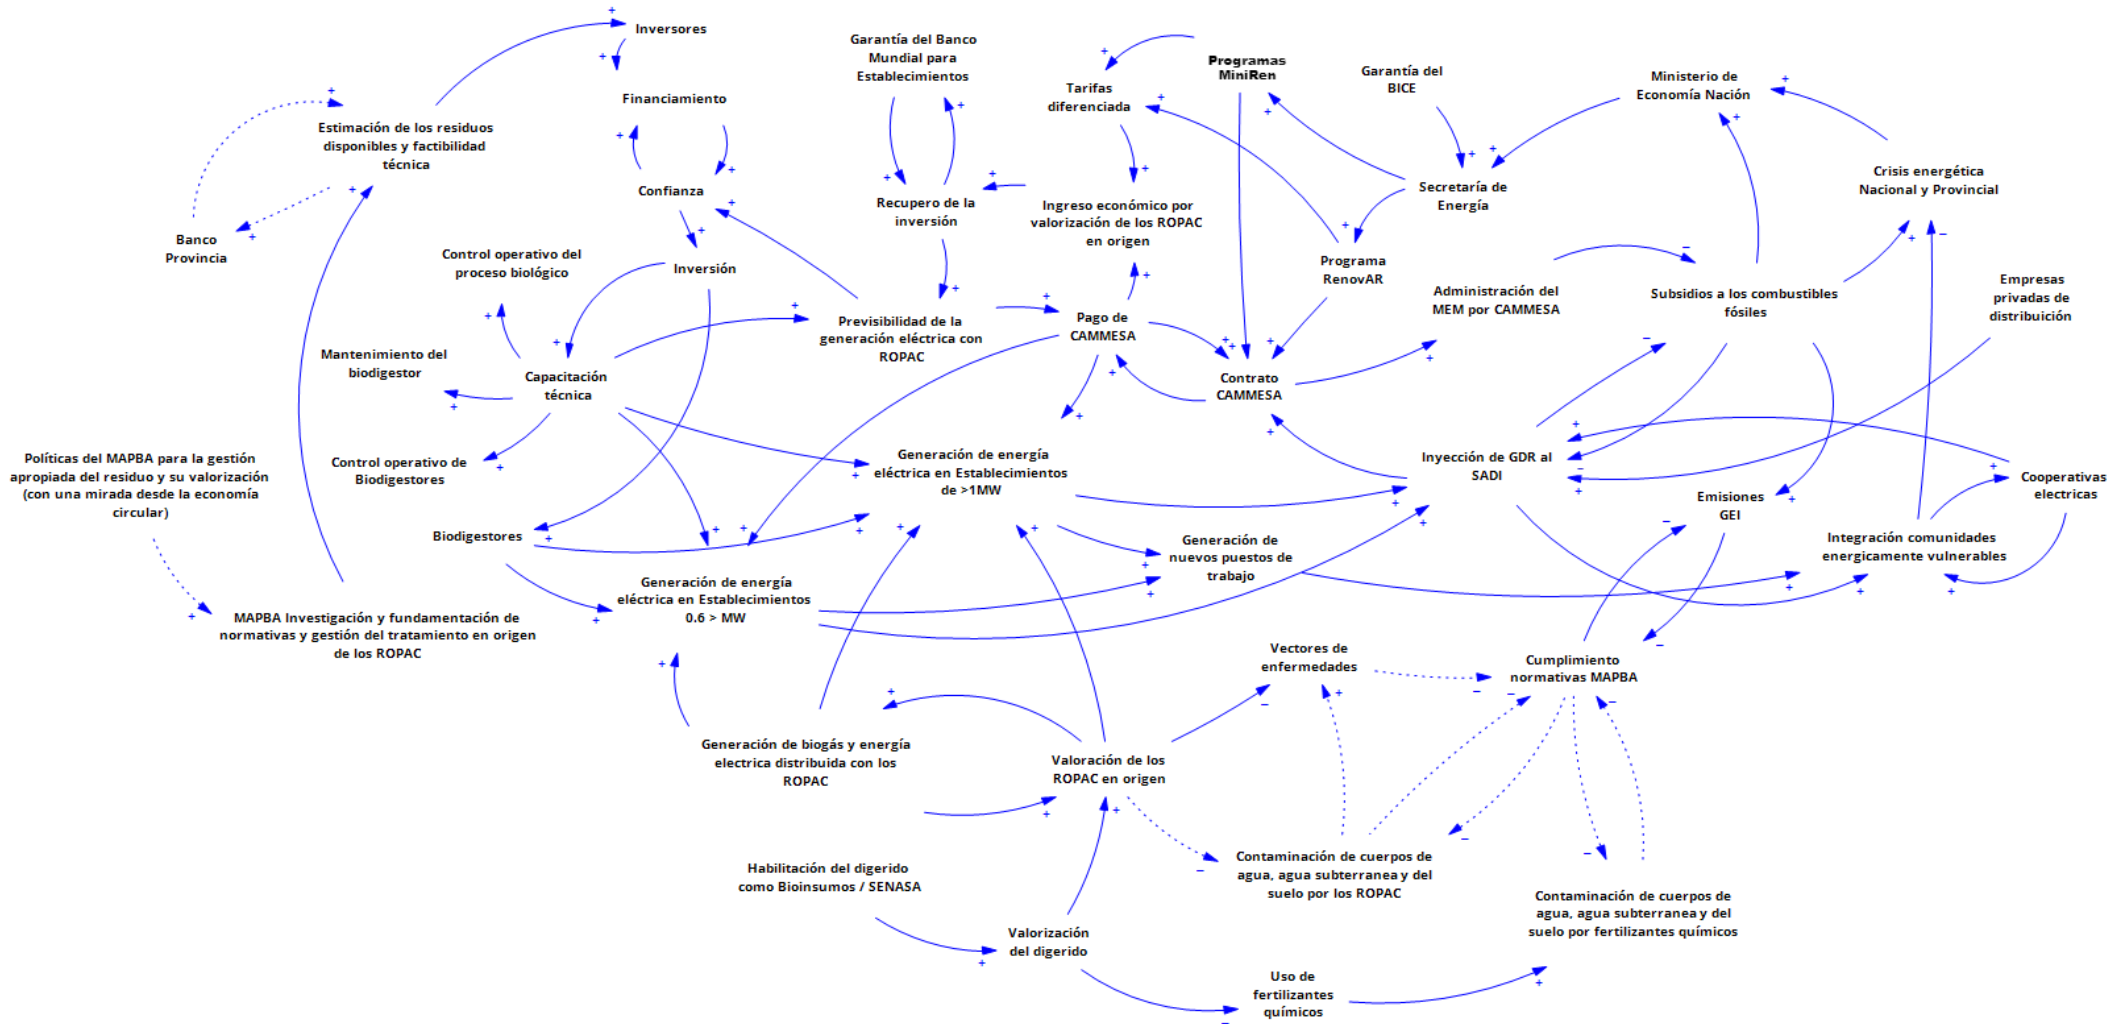 Inversores
Garantía del Banco
Mundial para
Establecimientos
Programas
MiniRen
Garantía del
BICE
Ministerio de
Economía Nación
Financiamiento
Tarifas
diferenciada
Estimación de los residuos
disponibles y factibilidad
técnica
Confianza
Recupero de la
inversión
Ingreso económico por
valorización de los ROPAC
en origen
Secretaría de
Energía
Crisis energética
Nacional y Provincial
Banco
Provincia
Control operativo del
proceso biológico
Inversión
Programa
RenovAR
Administración del
MEM por CAMMESA
Subsidios a los combustibles
fósiles
Empresas
privadas de
distribuición
Previsibilidad de la
generación eléctrica con
ROPAC
Pago de
CAMMESA
Mantenimiento del
biodigestor
Capacitación
técnica
Contrato
CAMMESA
Políticas del MAPBA para la gestión
apropiada del residuo y su valorización
(con una mirada desde la economía
circular)
Control operativo de
Biodigestores
Generación de energía
eléctrica en Establecimientos
de >1MW
Inyección de GDR al
SADI
Emisiones
GEI
Cooperativas
electricas
Biodigestores
Generación de
nuevos puestos de
trabajo
Integración comunidades
energicamente vulnerables
Generación de energía
eléctrica en Establecimientos
0.6 > MW
MAPBA Investigación y fundamentación de
normativas y gestión del tratamiento en origen
de los ROPAC
Vectores de
enfermedades
Cumplimiento
normativas MAPBA
Generación de biogás y energía
electrica distribuida con los
ROPAC
Valoración de los
ROPAC en origen
Habilitación del digerido
como Bioinsumos / SENASA
Contaminación de cuerpos de
agua, agua subterranea y del
suelo por los ROPAC
Contaminación de cuerpos de
agua, agua subterranea y del
suelo por fertilizantes químicos
Valorización
del digerido
Uso de
fertilizantes
químicos